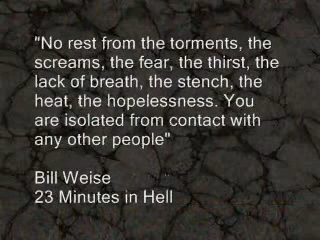 "No rest from the torments, the
screams, the fear, the thirst, the
lack of breath, the stench, the
heat, the hopelessness. You
are isolated from contact with
any other people"
Bill Weise
23 Minutes in Hell